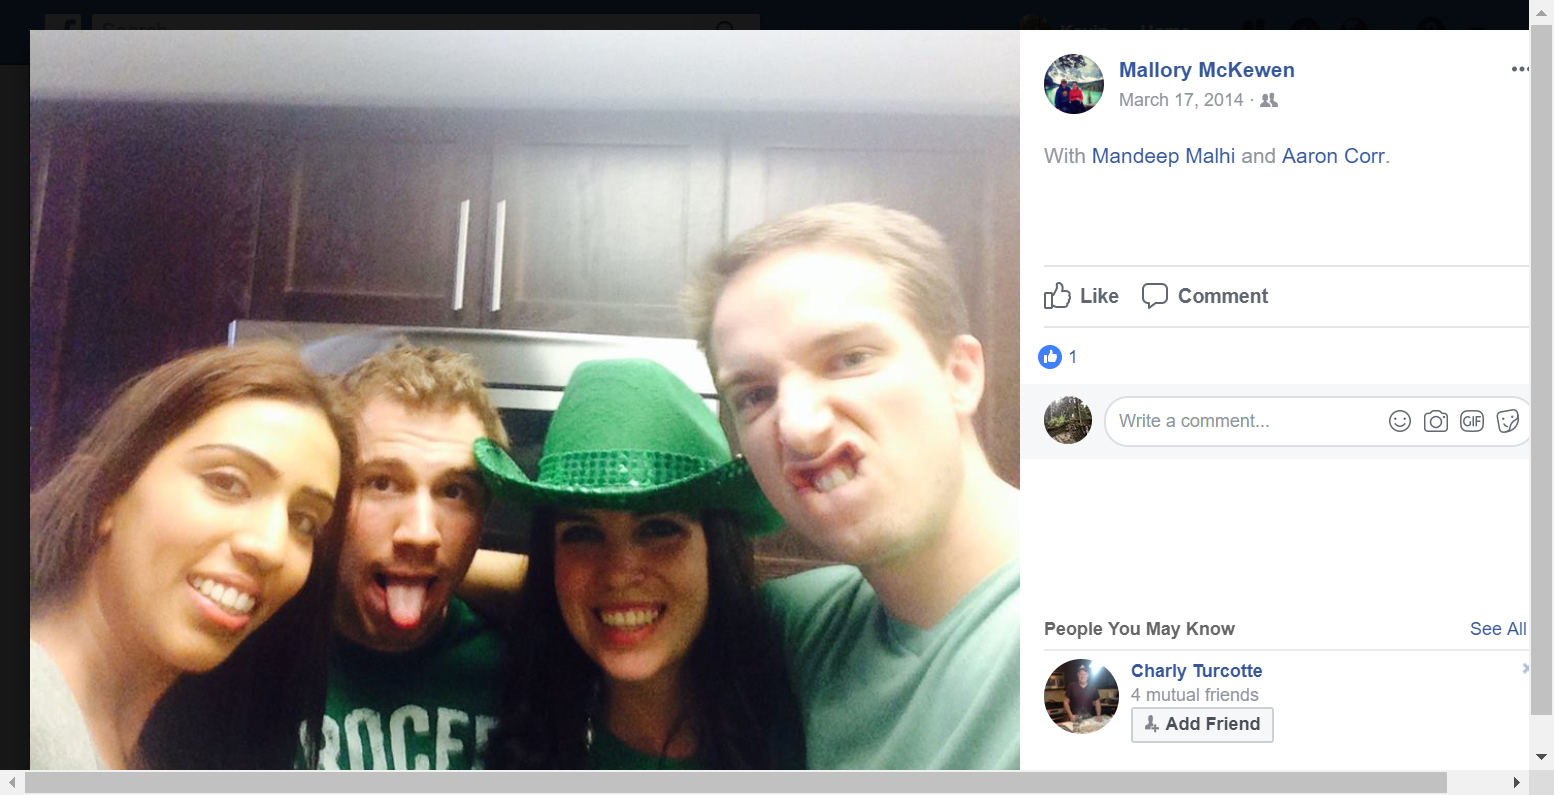 Search
Mallory McKewen
March 17, 2014 ·
With Mandeep Malhi and Aaron Corr.
Like Comment
1
Write a comment...
GIF
People You May Know
See All
Charly Turcotte
4 mutual friends
Add Friend